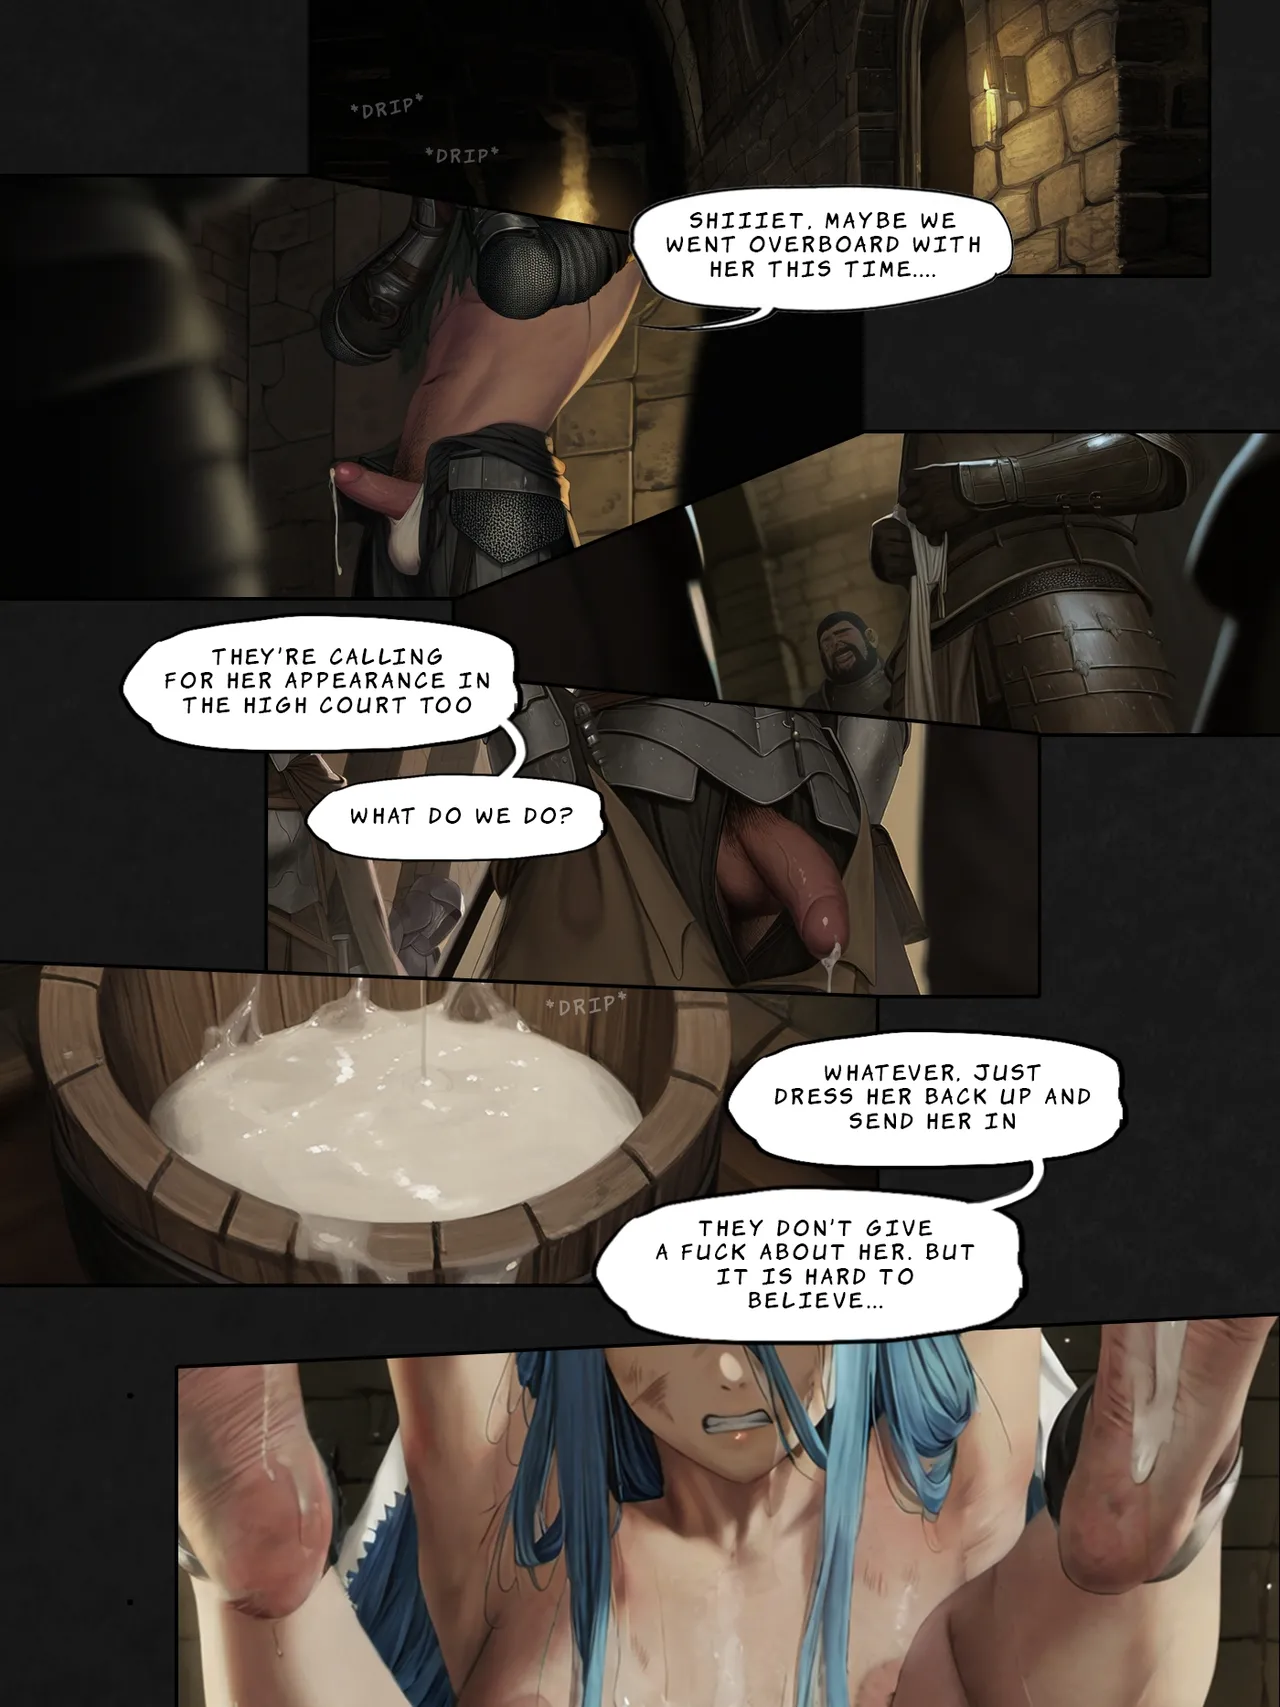 *DRIP*
*DRIP*
SHIIIET, MAYBE WE
WENT OVERBOARD WITH
HER THIS TIME....
THEY'RE CALLING
FOR HER APPEARANCE IN
THE HIGH COURT TOO
WHAT DO WE DO?
*DRIP*
WHATEVER, JUST
DRESS HER BACK UP AND
SEND HER IN
THEY DON'T GIVE
A FUCK ABOUT HER. BUT
IT IS HARD TO
BELIEVE...